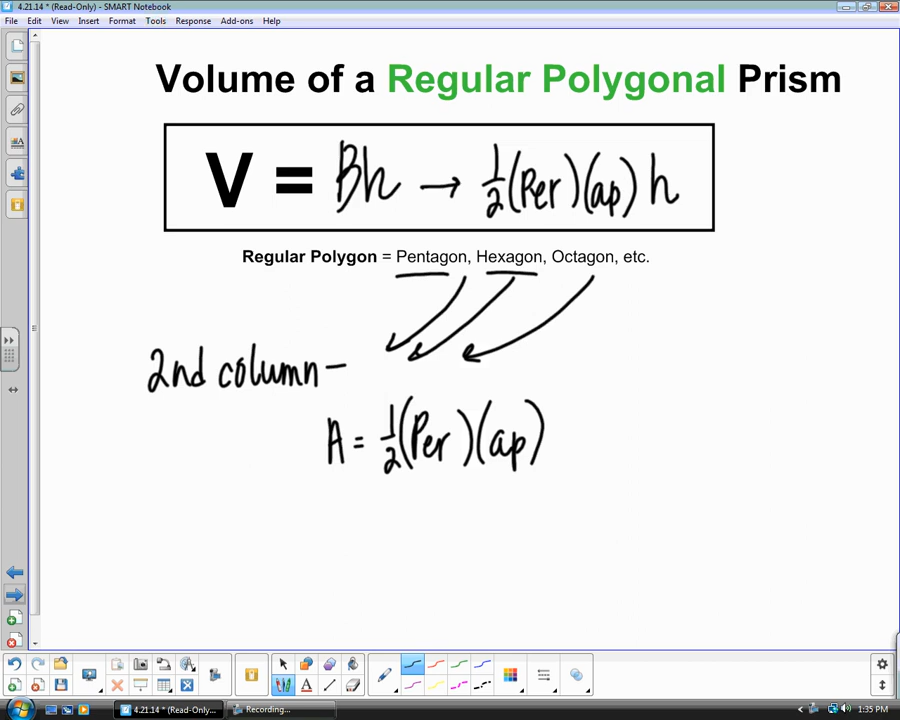 4.21.14 * (Read-Only) - SMART Notebook
File Edit View Insert Format Tools Response Add-ons Help
Volume of a Regular Polygonal Prism
V = Bh → 1/2 (Per)(ap) h
Regular Polygon = Pentagon, Hexagon, Octagon, etc.
2nd column -
A = 1/2 (Per)(ap)
4.21.14 * (Read-Only... Recording... 1:35 PM